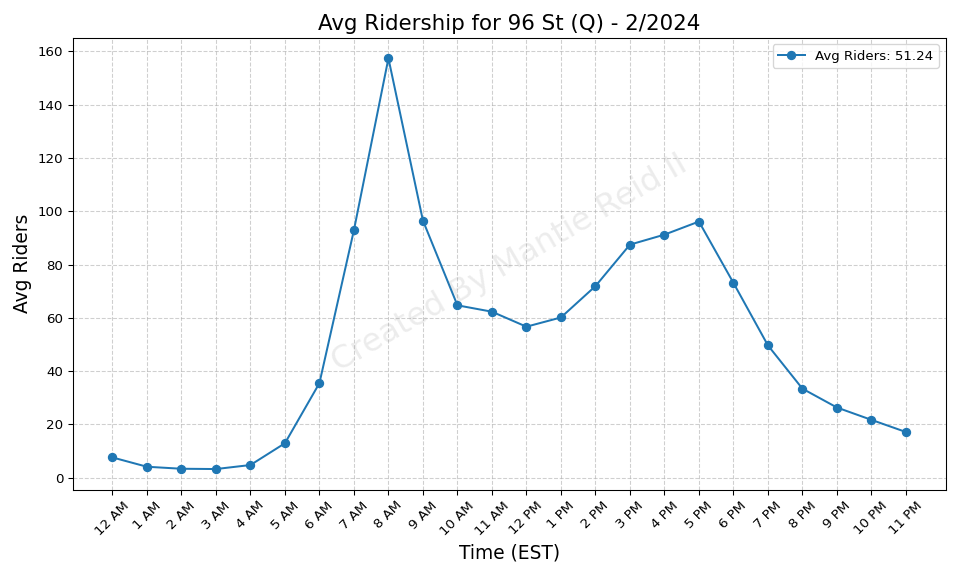 Avg Ridership for 96 St (Q) - 2/2024
Avg Riders: 51.24
Avg Riders
160
140
120
100
80
60
40
20
0
Created By Mantie Reid II
12 AM
1 AM
2 AM
3 AM
4 AM
5 AM
6 AM
7 AM
8 AM
9 AM
10 AM
11 AM
12 PM
1 PM
2 PM
3 PM
4 PM
5 PM
6 PM
7 PM
8 PM
9 PM
10 PM
11 PM
Time (EST)